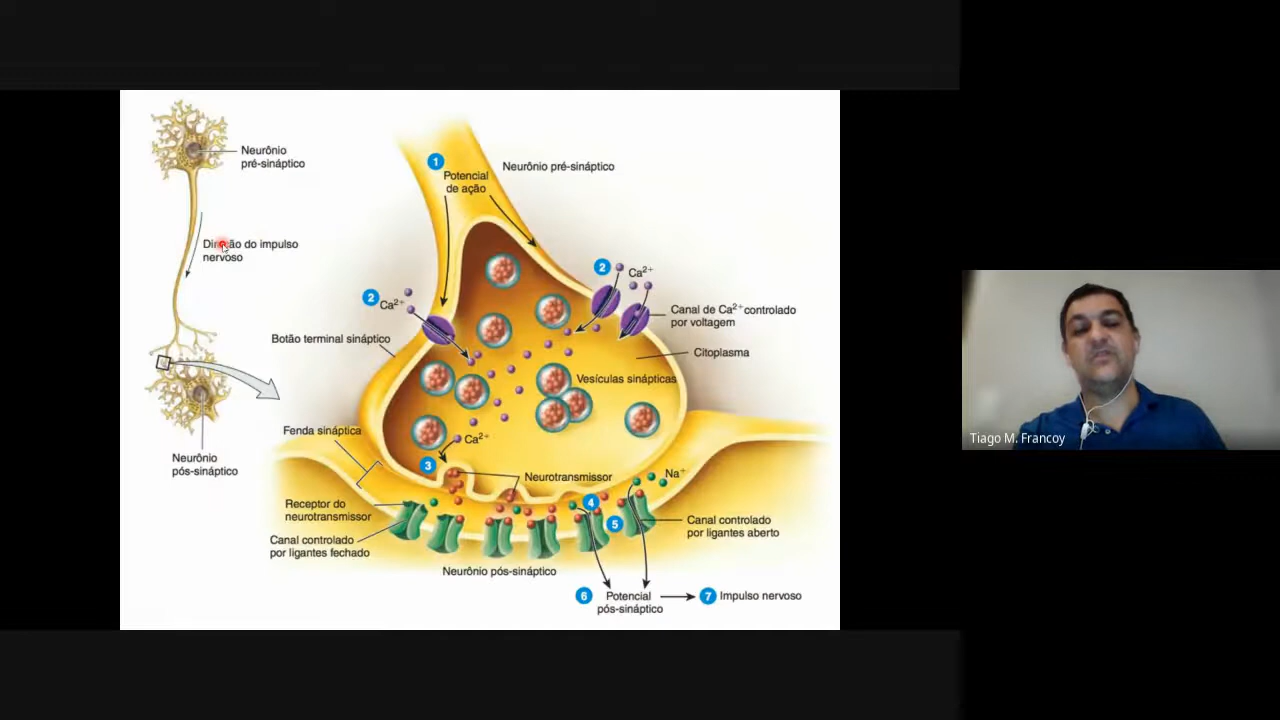 Neurônio
pré-sináptico
Direção do impulso
nervoso
Neurônio
pós-sináptico
1
Potencial
de ação
Neurônio pré-sináptico
2
Ca2+
2
Ca2+
Canal de Ca2+ controlado
por voltagem
Botão terminal sináptico
Citoplasma
Vesículas sinápticas
Fenda sináptica
Ca2+
3
Neurotransmissor
Na+
Receptor do
neurotransmissor
4
5
Canal controlado
por ligantes aberto
Canal controlado
por ligantes fechado
Neurônio pós-sináptico
6
Potencial
pós-sináptico
7 Impulso nervoso
Tiago M. Francoy